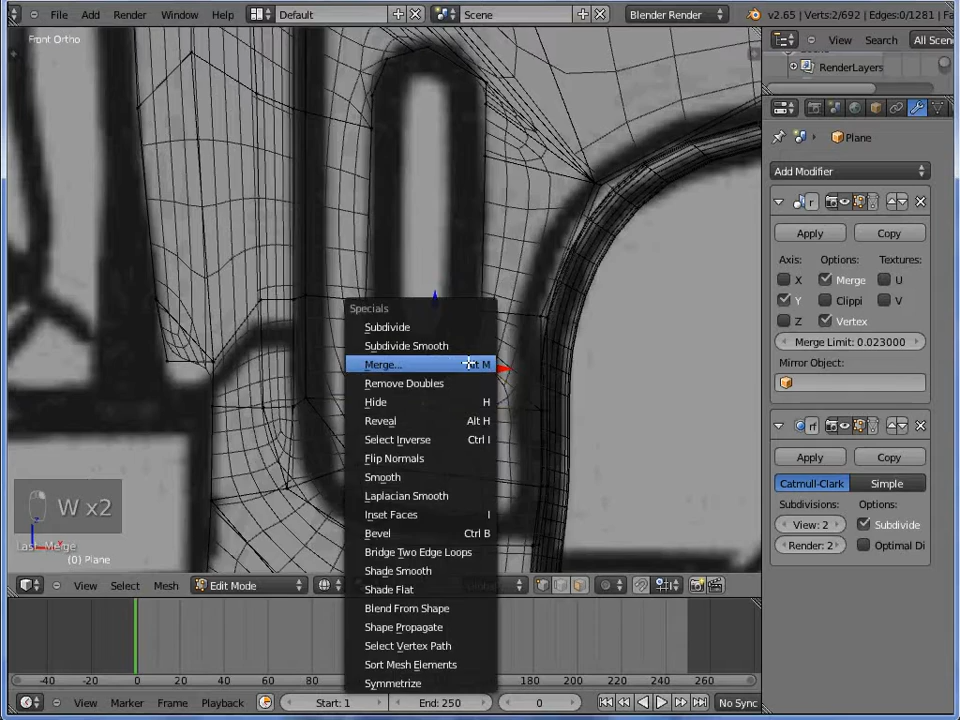 File Add Render Window Help Default Scene Blender Render v2.65 | Verts:2/692 | Edges:0/1281 | Fa
Front Ortho
View Search All Scen
RenderLayers
Plane
Add Modifier
Apply Copy
Axis: Options: Textures:
X Merge U
Y Clippi V
Z Vertex
Merge Limit: 0.023000
Mirror Object:
Apply Copy
Catmull-Clark Simple
Subdivisions: Options:
View: 2 Subdivide
Render: 2 Optimal Di
Specials
Subdivide
Subdivide Smooth
Merge... Alt M
Remove Doubles
Hide H
Reveal Alt H
Select Inverse Ctrl I
Flip Normals
Smooth
Laplacian Smooth
Inset Faces I
Bevel Ctrl B
Bridge Two Edge Loops
Shade Smooth
Shade Flat
Blend From Shape
Shape Propagate
Select Vertex Path
Sort Mesh Elements
Symmetrize
W x2
Last: Merge
(0) Plane
View Select Mesh Edit Mode
-40 -20 0 20 40 60 80 180 200 220 240 260
View Marker Frame Playback Start: 1 End: 250 0 No Sync